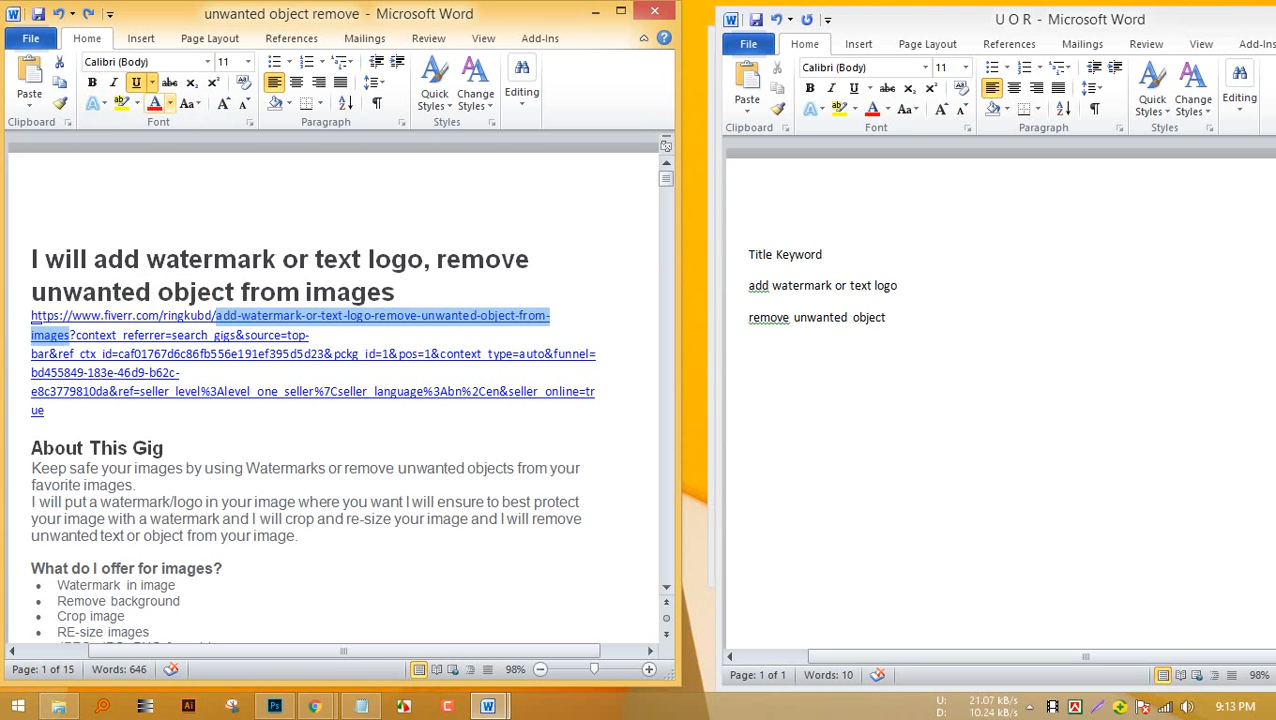 unwanted object remove - Microsoft Word
File Home Insert Page Layout References Mailings Review View Add-Ins
Calibri (Body) 11
Paste
Quick Styles
Change Styles
Editing
Clipboard Font Paragraph Styles
I will add watermark or text logo, remove
unwanted object from images
https://www.fiverr.com/ringkubd/add-watermark-or-text-logo-remove-unwanted-object-from-
images?context_referrer=search_gigs&source=top-
bar&ref_ctx_id=caf01767d6c86fb556e191ef395d5d23&pckg_id=1&pos=1&context_type=auto&funnel=
bd455849-183e-46d9-b62c-
e8c3779810da&ref=seller_level%3Alevel_one_seller%7Cseller_language%3Abn%2Cen&seller_online=tr
ue
About This Gig
Keep safe your images by using Watermarks or remove unwanted objects from your
favorite images.
I will put a watermark/logo in your image where you want I will ensure to best protect
your image with a watermark and I will crop and re-size your image and I will remove
unwanted text or object from your image.
What do I offer for images?
• Watermark in image
• Remove background
• Crop image
• RE-size images
Page: 1 of 15 Words: 646 98%
U O R - Microsoft Word
File Home Insert Page Layout References Mailings Review View Add-Ins
Calibri (Body) 11
Paste
Quick Styles
Change Styles
Editing
Clipboard Font Paragraph Styles
Title Keyword
add watermark or text logo
remove unwanted object
Page: 1 of 1 Words: 10 98%
U: 21.07 kB/s
D: 10.24 kB/s
9:13 PM